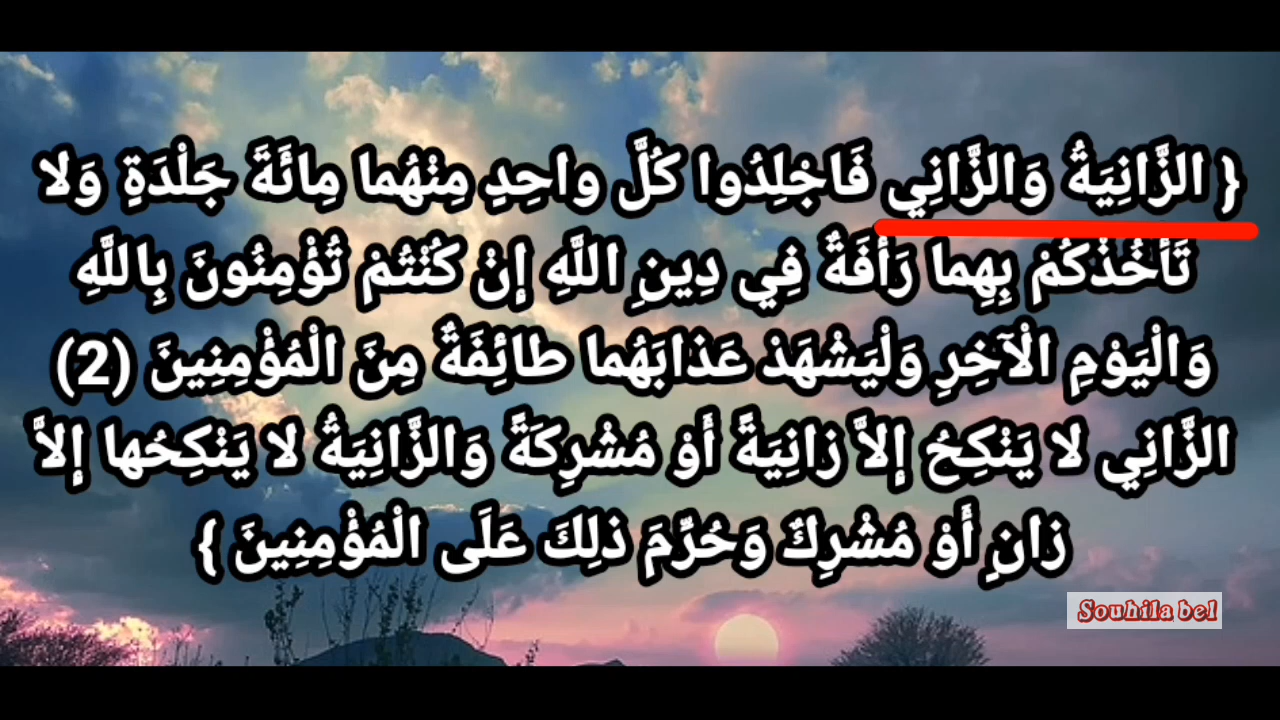 { الزَّانِيَةُ وَالزَّانِي فَاجْلِدُوا كُلَّ واحِدٍ مِنْهُما مِائَةَ جَلْدَةٍ وَلا
تَأْخُذْكُمْ بِهِما رَأْفَةٌ فِي دِينِ اللَّهِ إِنْ كُنْتُمْ تُؤْمِنُونَ بِاللَّهِ
وَالْيَوْمِ الْآخِرِ وَلْيَشْهَدْ عَذابَهُما طائِفَةٌ مِنَ الْمُؤْمِنِينَ (2)
الزَّانِي لا يَنْكِحُ إِلاَّ زانِيَةً أَوْ مُشْرِكَةً وَالزَّانِيَةُ لا يَنْكِحُها إِلاَّ
زانٍ أَوْ مُشْرِكٌ وَحُرِّمَ ذلِكَ عَلَى الْمُؤْمِنِينَ }
Souhila bel